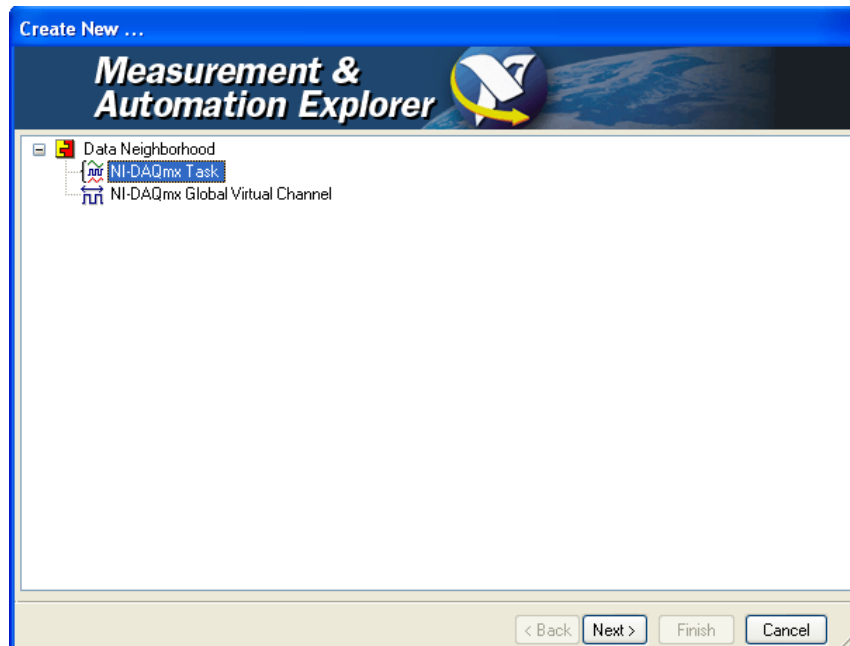 Create New ...
Measurement &
Automation Explorer
Data Neighborhood
NI-DAQmx Task
NI-DAQmx Global Virtual Channel
< Back Next > Finish Cancel